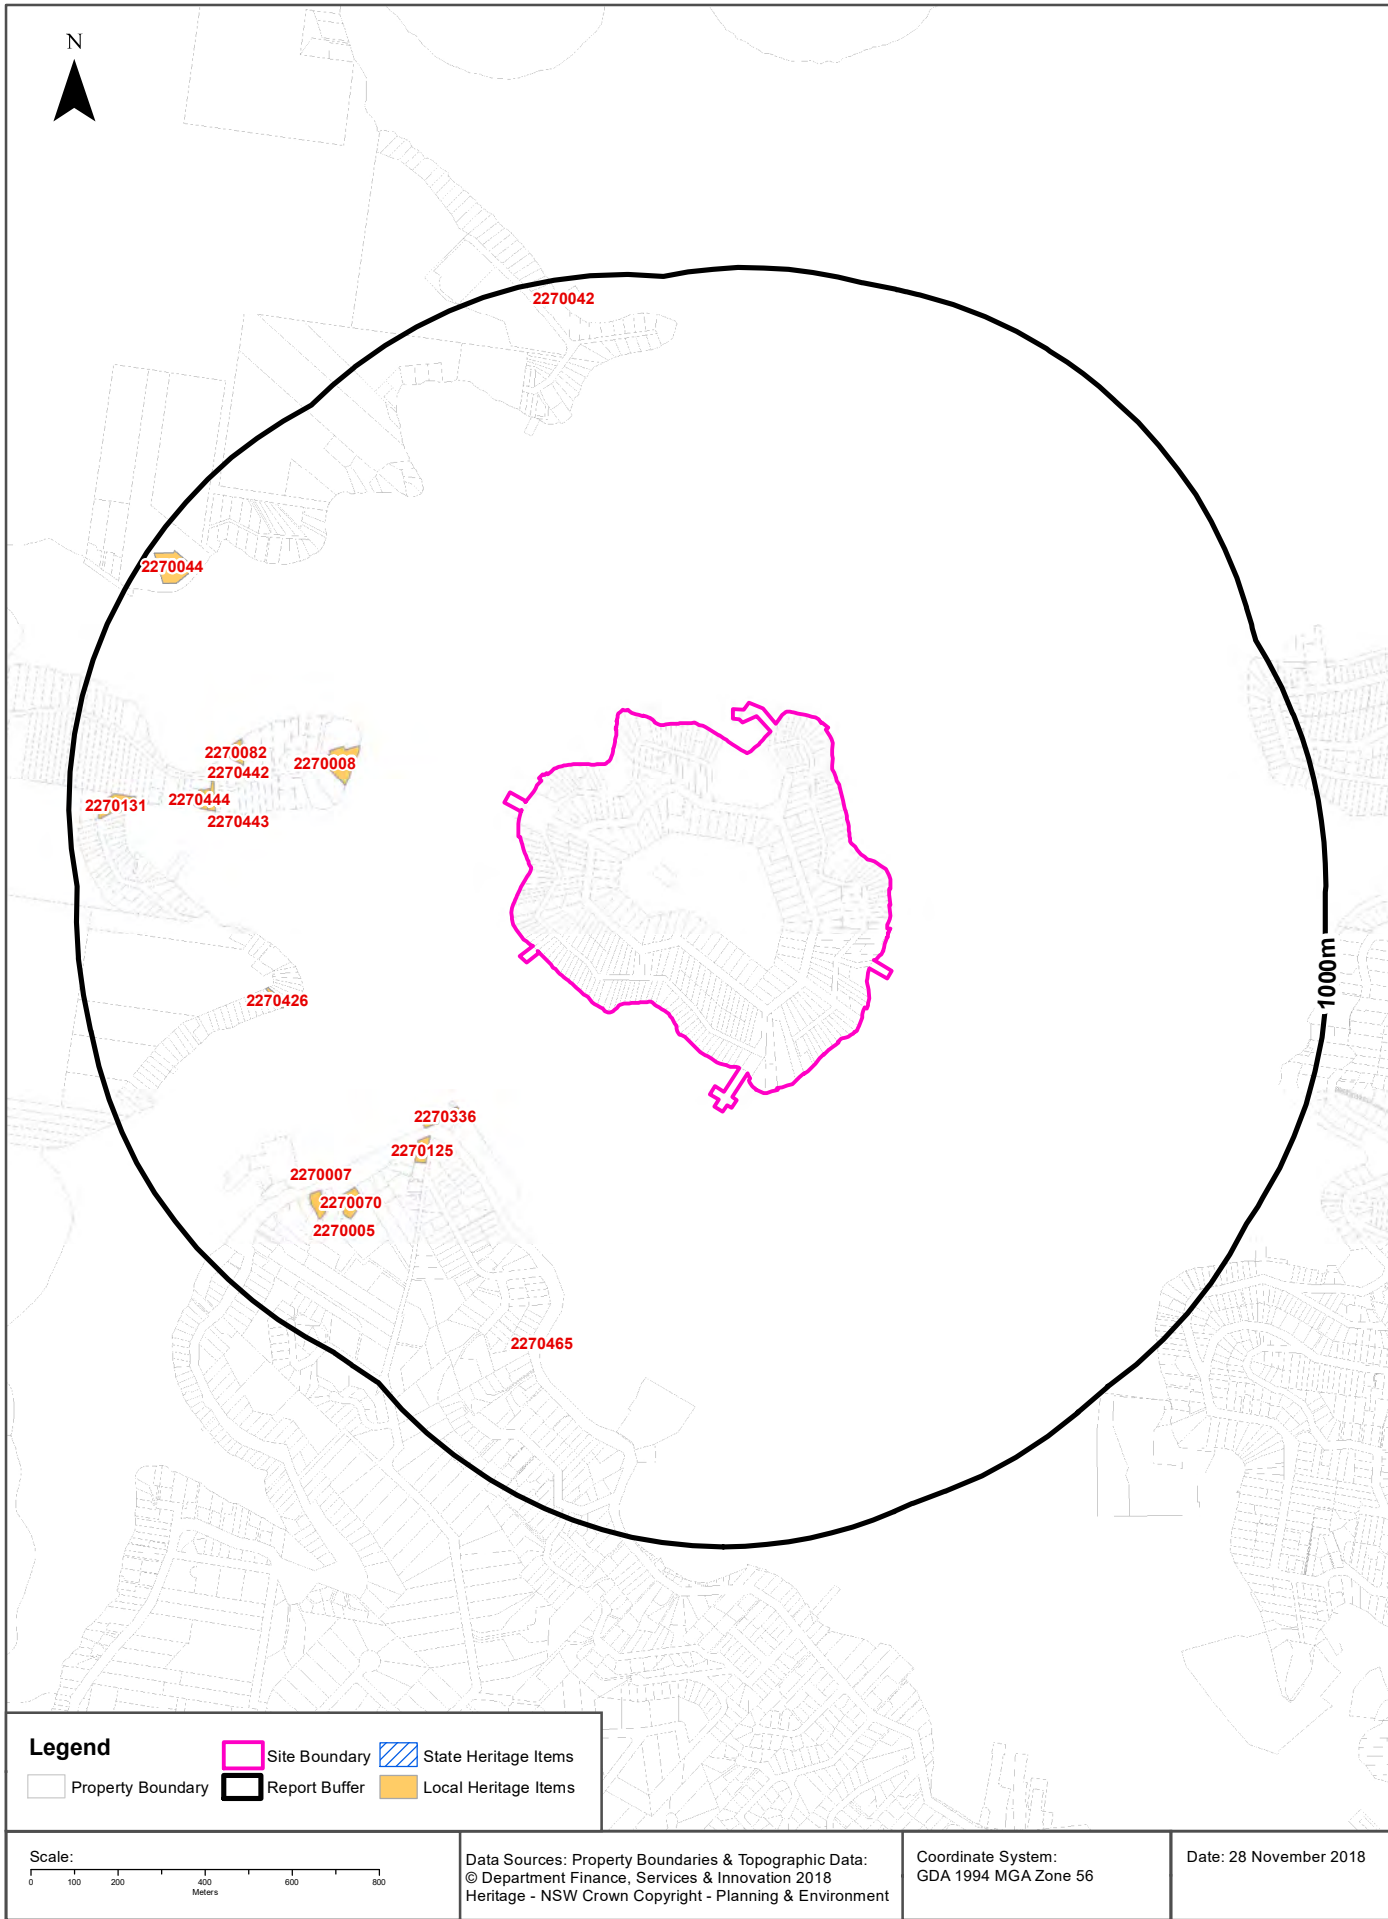 N
2270042
2270044
2270082
2270008
2270442
2270444
2270131
2270443
1000m
2270426
2270336
2270125
2270007
2270070
2270005
2270465
Legend
Site Boundary
State Heritage Items
Property Boundary
Report Buffer
Local Heritage Items
Scale:
0 100 200 400 600 800
Meters
Data Sources: Property Boundaries & Topographic Data:
© Department Finance, Services & Innovation 2018
Heritage - NSW Crown Copyright - Planning & Environment
Coordinate System:
GDA 1994 MGA Zone 56
Date: 28 November 2018